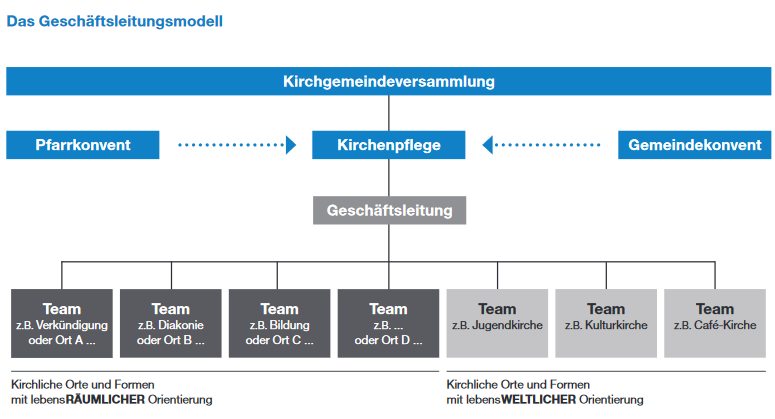 Das Geschäftsleitungsmodell
Kirchgemeindeversammlung
Pfarrkonvent
Kirchenpflege
Gemeindekonvent
Geschäftsleitung
Team
z.B. Verkündigung
oder Ort A ...
Team
z.B. Diakonie
oder Ort B ...
Team
z.B. Bildung
oder Ort C ...
Team
z.B. ...
oder Ort D ...
Team
z.B. Jugendkirche
Team
z.B. Kulturkirche
Team
z.B. Café-Kirche
Kirchliche Orte und Formen
mit lebensRÄUMLICHER Orientierung
Kirchliche Orte und Formen
mit lebensWELTLICHER Orientierung